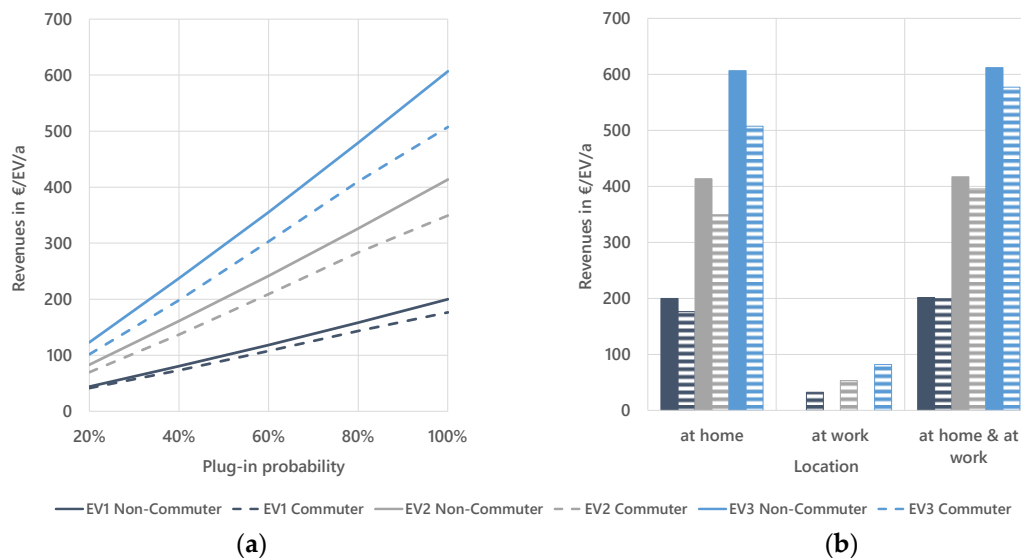 700
600
500
400
300
200
100
0
Revenues in €/EV/a
20% 40% 60% 80% 100%
Plug-in probability
700
600
500
400
300
200
100
0
Revenues in €/EV/a
at home at work at home & at
work
Location
EV1 Non-Commuter EV1 Commuter EV2 Non-Commuter EV2 Commuter EV3 Non-Commuter EV3 Commuter
(a) (b)